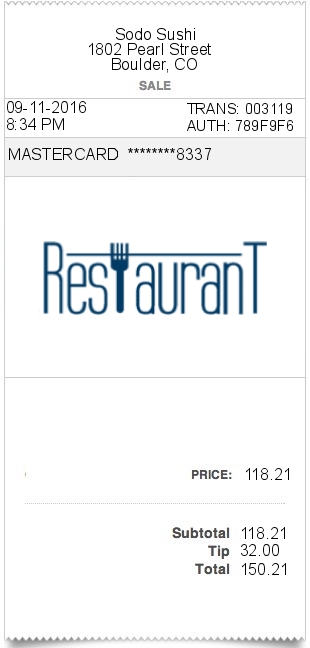 Sodo Sushi
1802 Pearl Street
Boulder, CO
SALE
09-11-2016 TRANS: 003119
8:34 PM AUTH: 789F9F6
MASTERCARD ********8337
RestauranT
PRICE: 118.21
Subtotal 118.21
Tip 32.00
Total 150.21